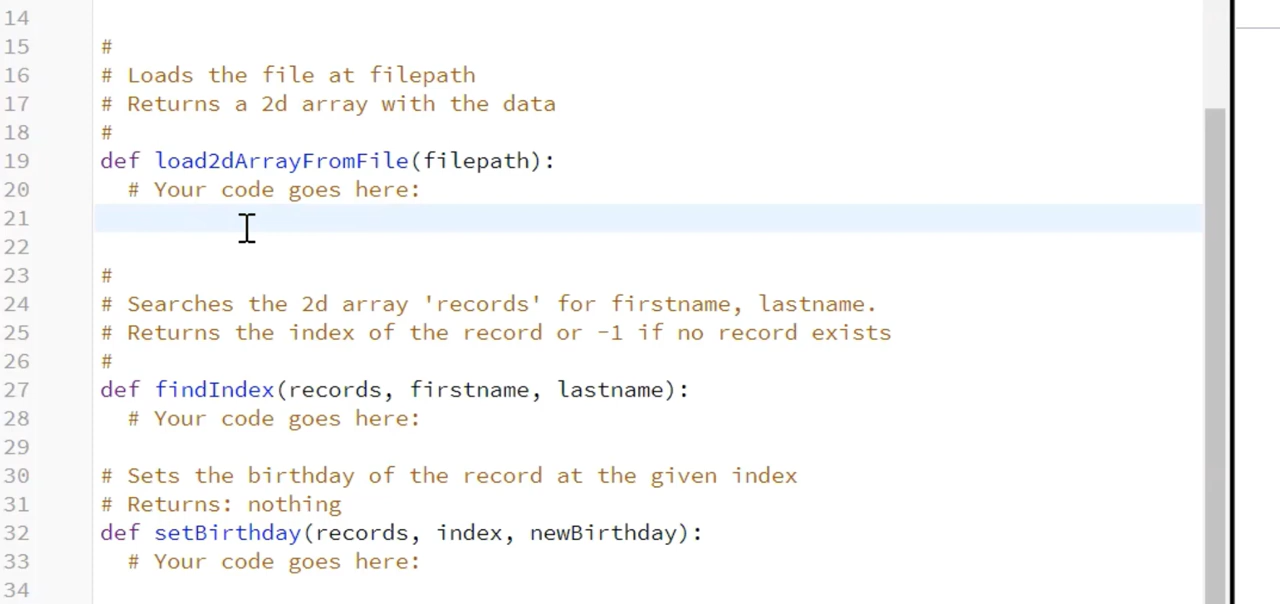 14
15 #
16 # Loads the file at filepath
17 # Returns a 2d array with the data
18 #
19 def load2dArrayFromFile(filepath):
20   # Your code goes here:
21
22
23 #
24 # Searches the 2d array 'records' for firstname, lastname.
25 # Returns the index of the record or -1 if no record exists
26 #
27 def findIndex(records, firstname, lastname):
28   # Your code goes here:
29
30 # Sets the birthday of the record at the given index
31 # Returns: nothing
32 def setBirthday(records, index, newBirthday):
33   # Your code goes here:
34